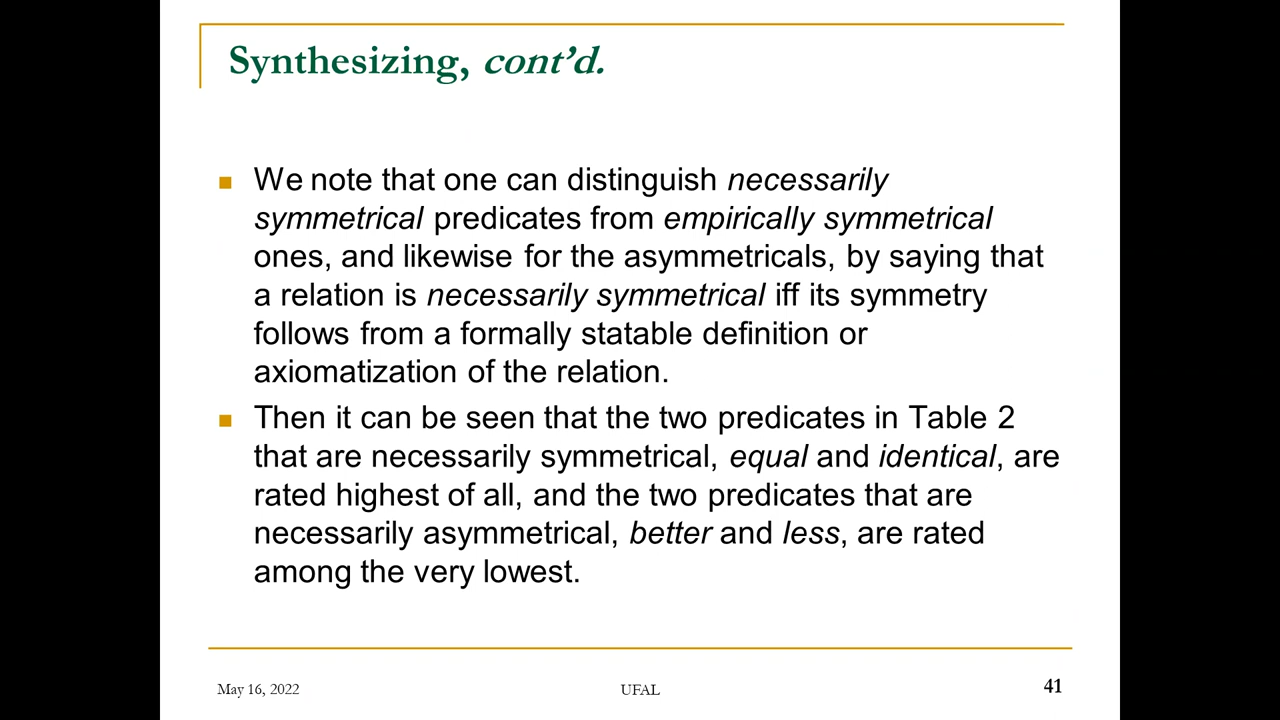 Synthesizing, cont’d.
We note that one can distinguish necessarily
symmetrical predicates from empirically symmetrical
ones, and likewise for the asymmetricals, by saying that
a relation is necessarily symmetrical iff its symmetry
follows from a formally statable definition or
axiomatization of the relation.
Then it can be seen that the two predicates in Table 2
that are necessarily symmetrical, equal and identical, are
rated highest of all, and the two predicates that are
necessarily asymmetrical, better and less, are rated
among the very lowest.
May 16, 2022 UFAL 41